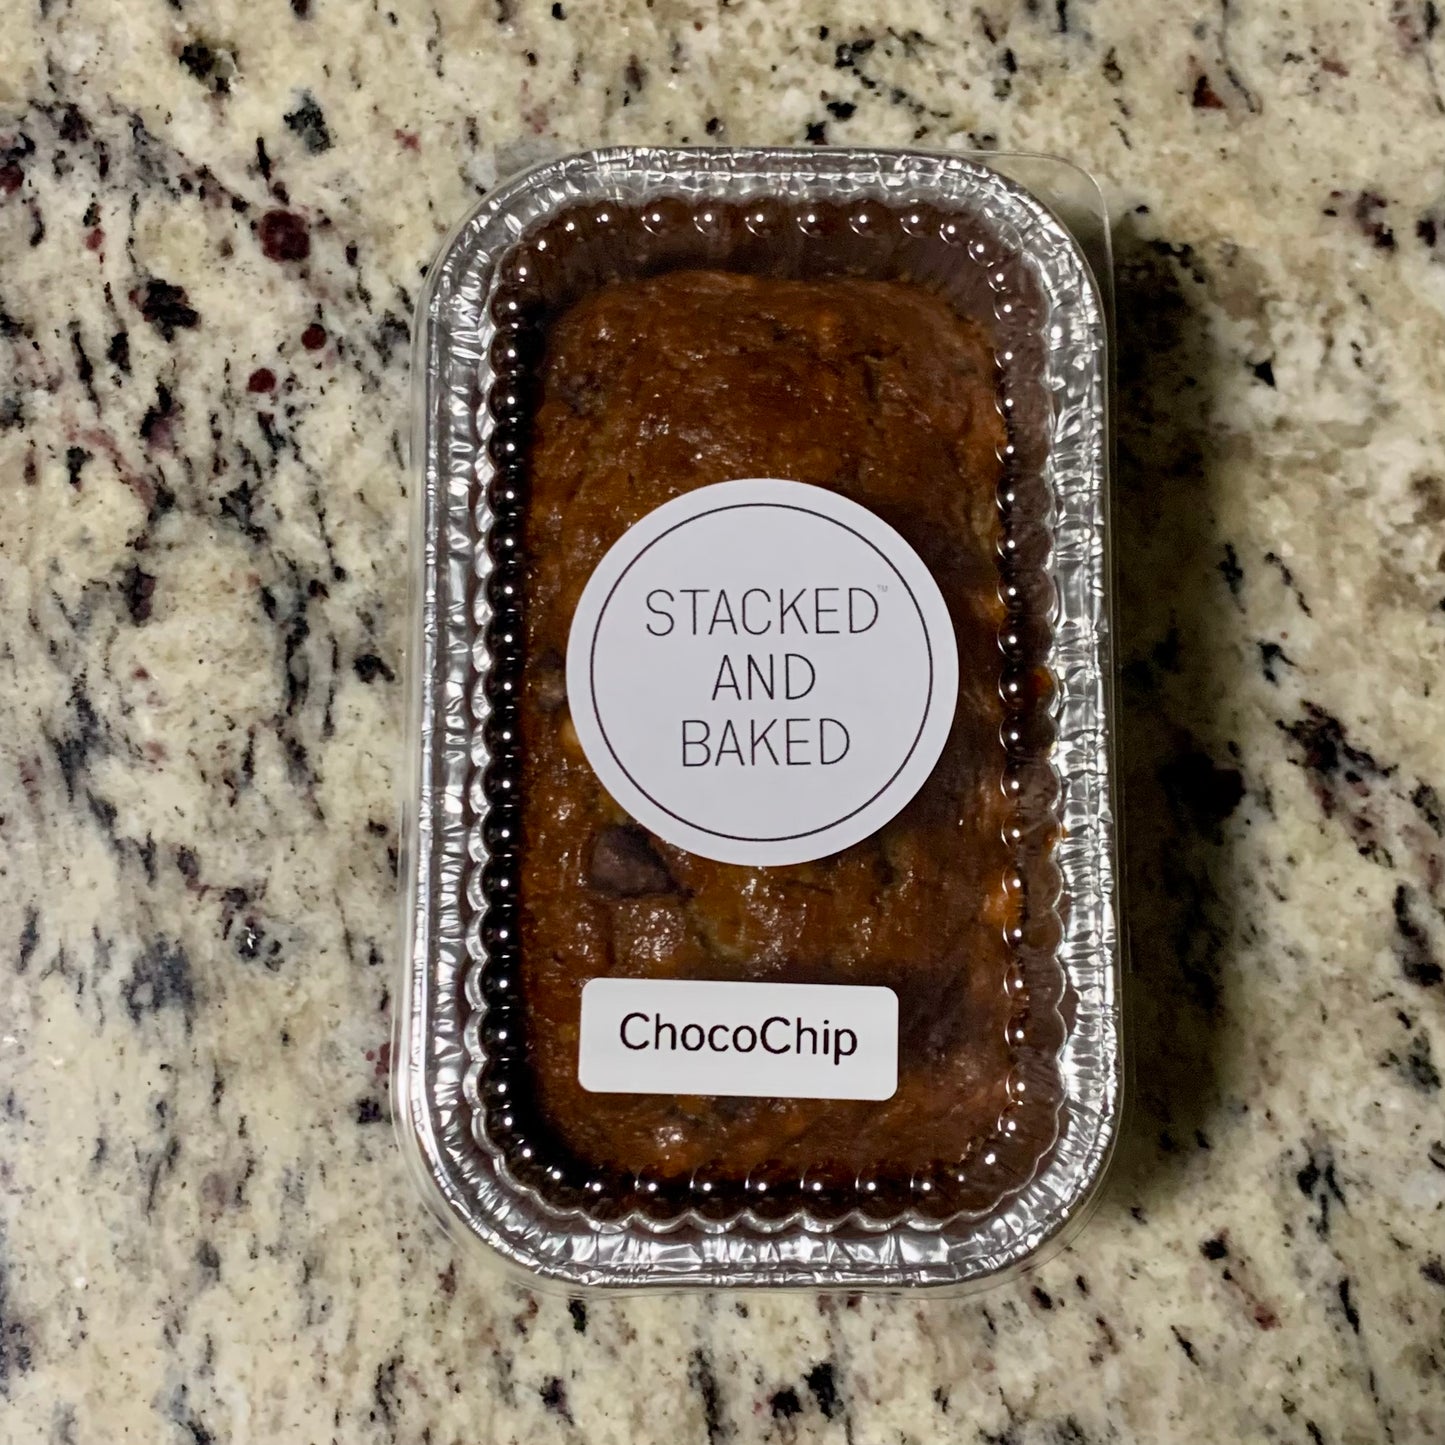 STACKED™
AND
BAKED
ChocoChip